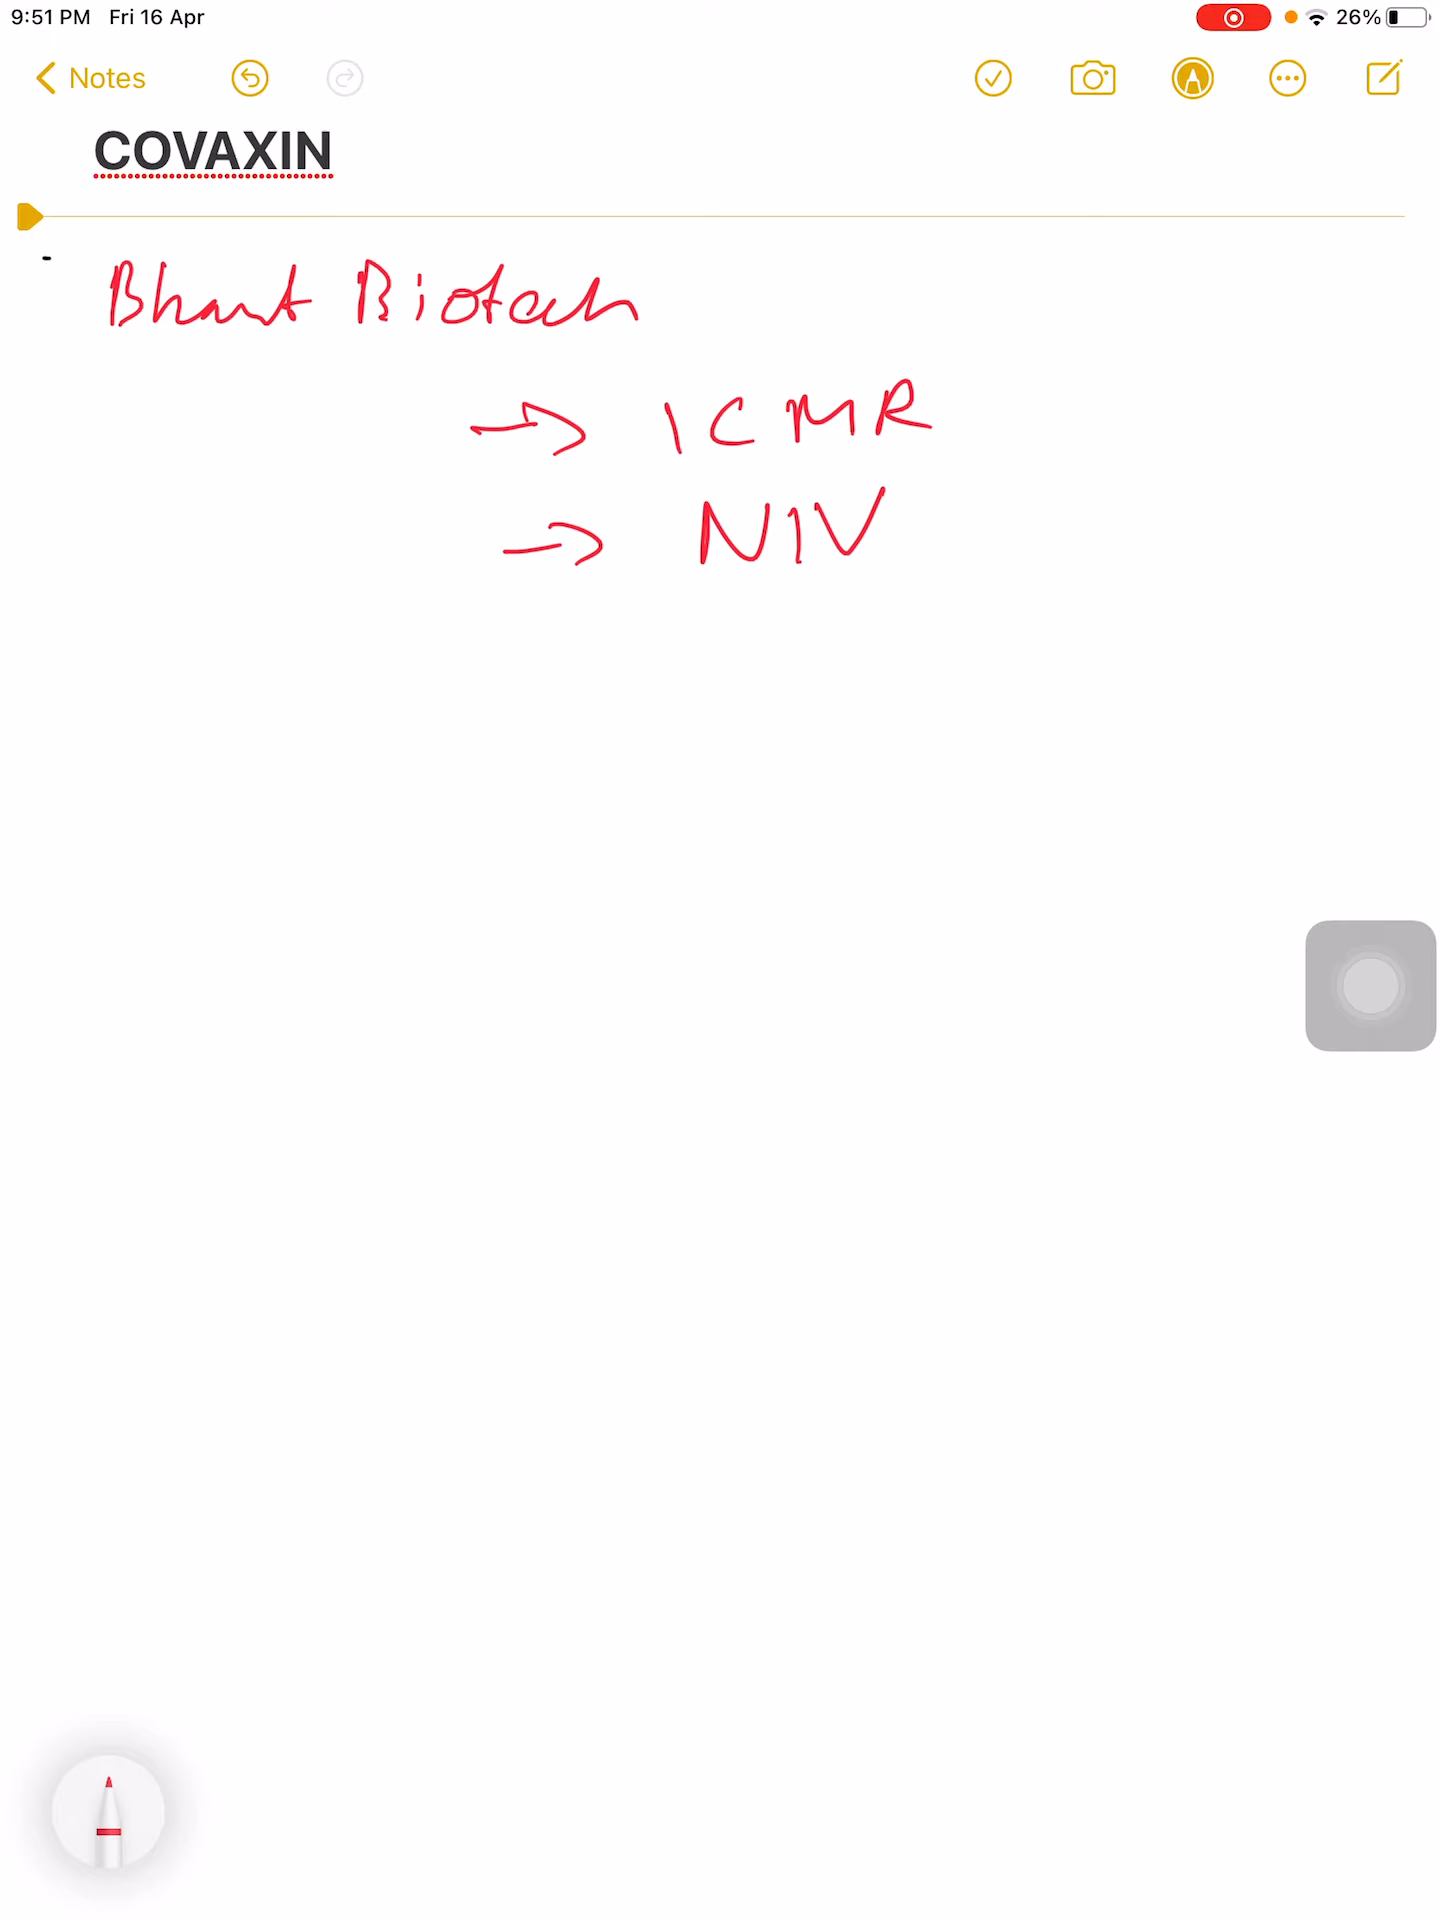 9:51 PM Fri 16 Apr 26%
Notes
COVAXIN
Bharat Biotech
→ ICMR
→ NIV